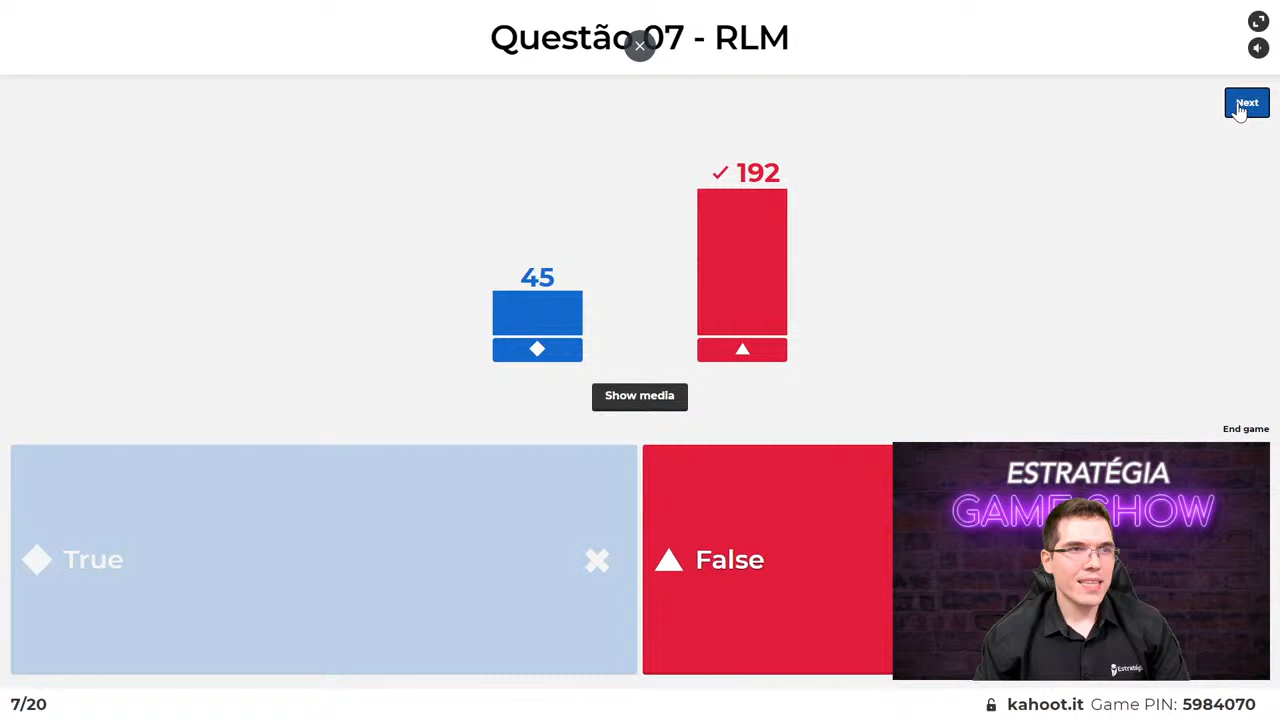 Questão 07 - RLM
Next
192
45
Show media
End game
True
False
ESTRATÉGIA
GAME SHOW
Estratég
7/20
kahoot.it Game PIN: 5984070